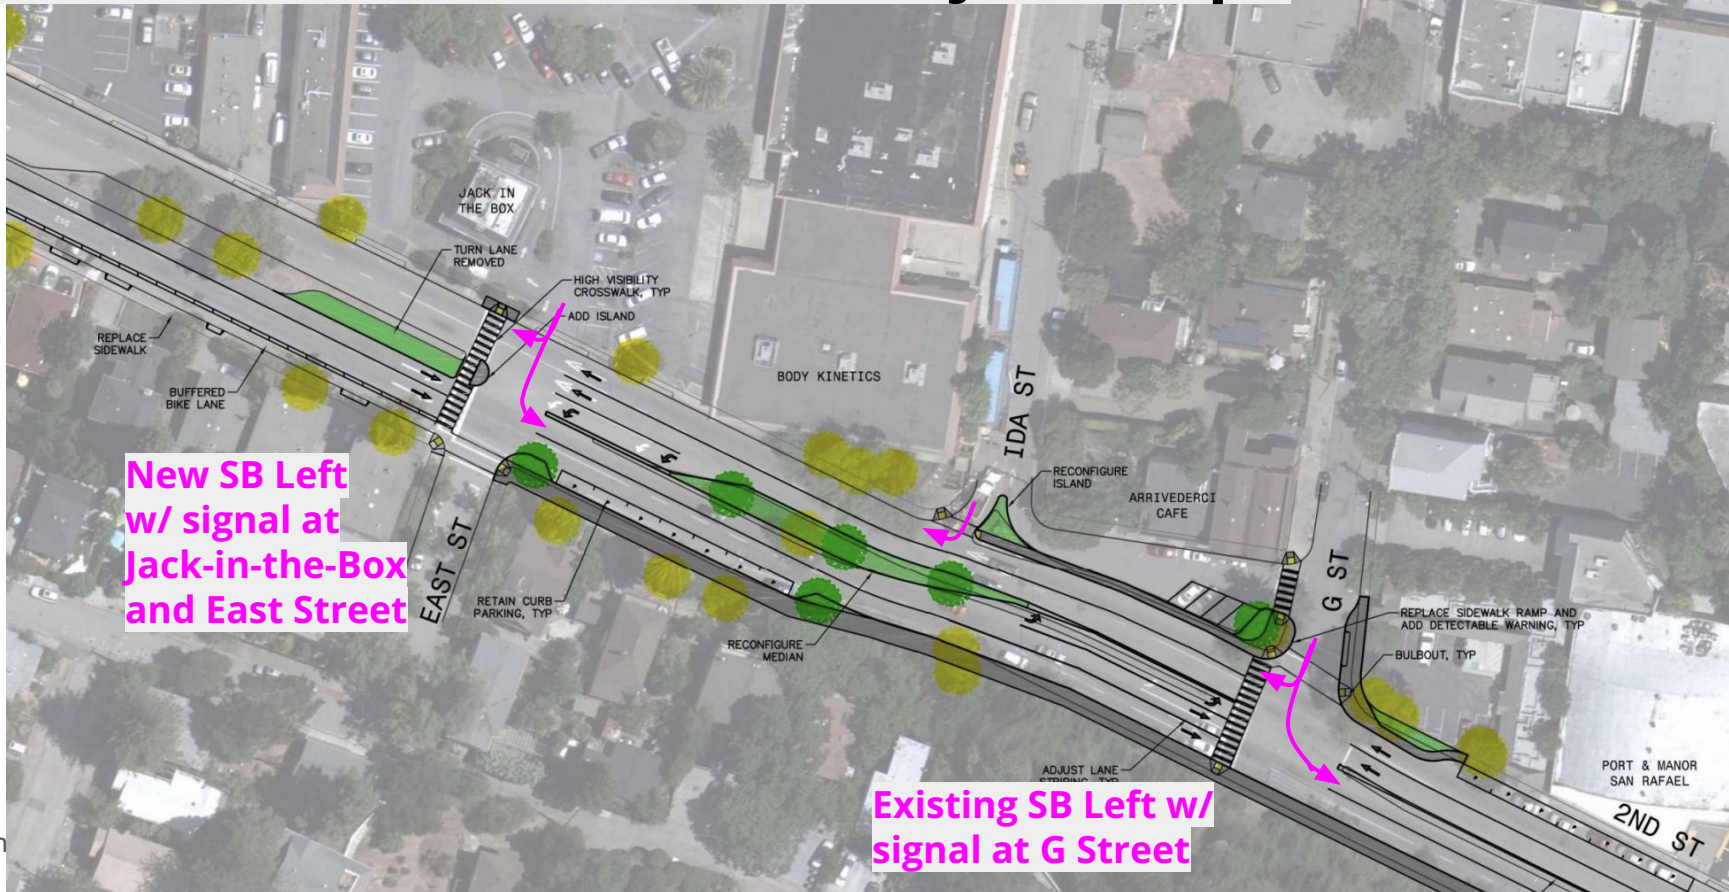 JACK IN
THE BOX
TURN LANE
REMOVED
HIGH VISIBILITY
CROSSWALK, TYP
ADD ISLAND
REPLACE
SIDEWALK
BUFFERED
BIKE LANE
BODY KINETICS
IDA ST
RECONFIGURE
ISLAND
ARRIVEDERCI
CAFE
New SB Left
w/ signal at
Jack-in-the-Box
and East Street
EAST ST
RETAIN CURB
PARKING, TYP
RECONFIGURE
MEDIAN
G ST
REPLACE SIDEWALK RAMP AND
ADD DETECTABLE WARNING, TYP
BULBOUT, TYP
ADJUST LANE
STRIPING, TYP
PORT & MANOR
SAN RAFAEL
2ND ST
Existing SB Left w/
signal at G Street